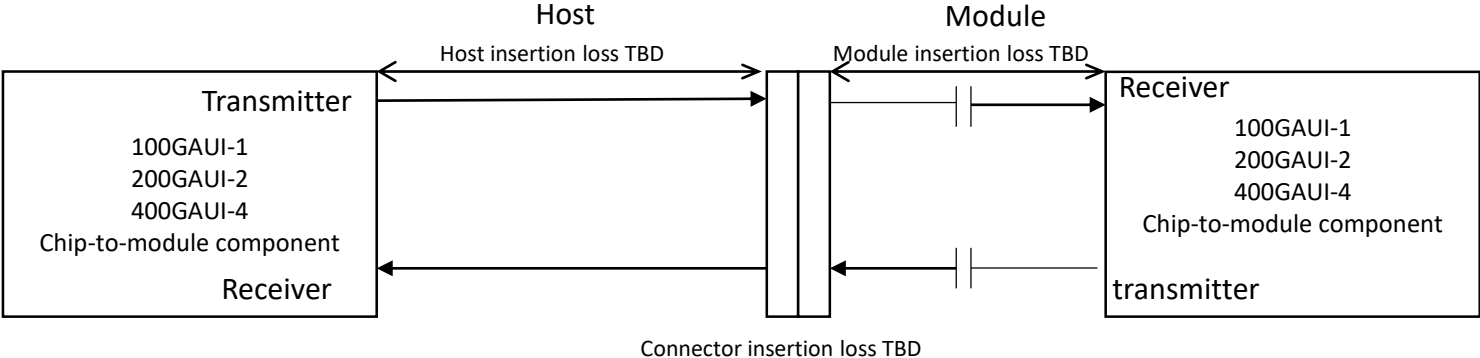 Host
Module
Host insertion loss TBD
Module insertion loss TBD
Transmitter
100GAUI-1
200GAUI-2
400GAUI-4
Chip-to-module component
Receiver
Receiver
100GAUI-1
200GAUI-2
400GAUI-4
Chip-to-module component
transmitter
Connector insertion loss TBD